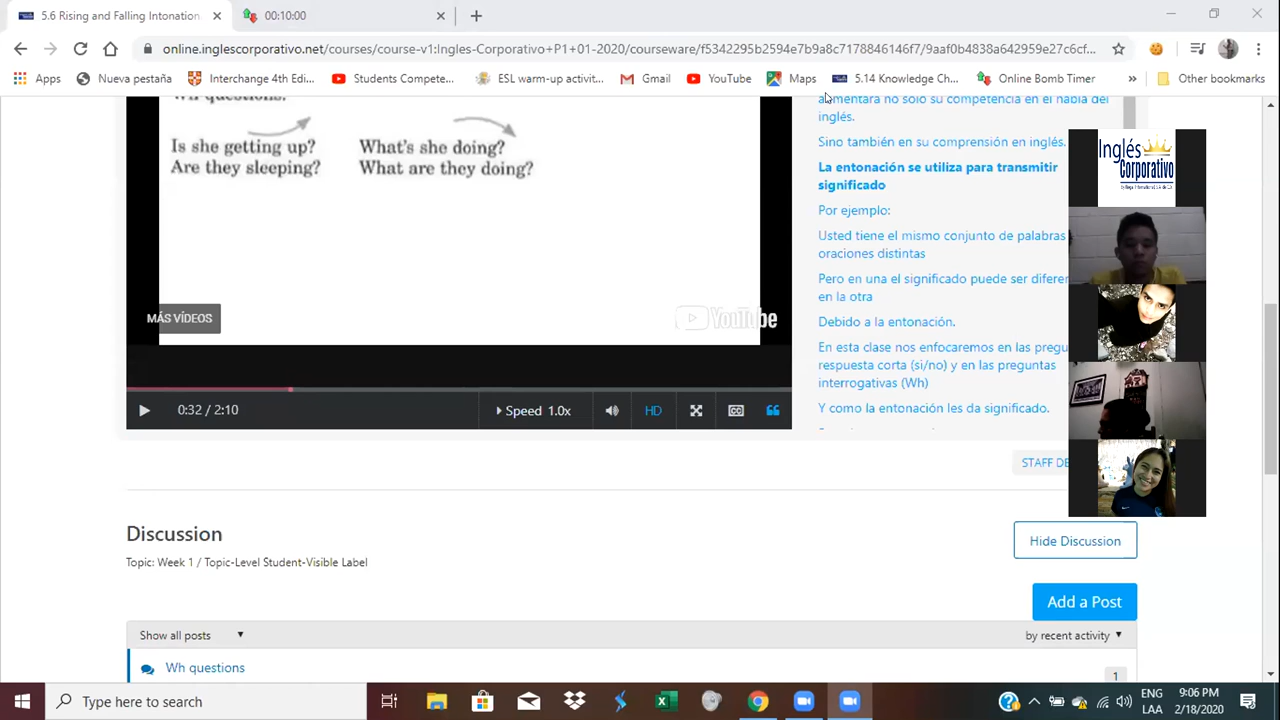 5.6 Rising and Falling Intonation
00:10:00
online.inglescorporativo.net/courses/course-v1:Ingles-Corporativo+P1+01-2020/courseware/f5342295b2594e7b9a8c7178846146f7/9aaf0b4838a642959e27c6cf...
Apps
Nueva pestaña
Interchange 4th Edi...
Students Compete...
ESL warm-up activit...
Gmail
YouTube
Maps
5.14 Knowledge Ch...
Online Bomb Timer
»
Other bookmarks
Wh questions.
Is she getting up?
What's she doing?
Are they sleeping?
What are they doing?
MÁS VÍDEOS
YouTube
0:32 / 2:10
Speed 1.0x
HD
aumentará no sólo su competencia en el habla del
inglés.
Sino también en su comprensión en inglés.
La entonación se utiliza para transmitir
significado
Por ejemplo:
Usted tiene el mismo conjunto de palabras
oraciones distintas
Pero en una el significado puede ser diferen
en la otra
Debido a la entonación.
En esta clase nos enfocaremos en las pregu
respuesta corta (si/no) y en las preguntas
interrogativas (Wh)
Y como la entonación les da significado.
Inglés
Corporativo
STAFF DE
Discussion
Hide Discussion
Topic: Week 1 / Topic-Level Student-Visible Label
Add a Post
Show all posts
by recent activity
Wh questions
1
Type here to search
ENG
LAA
9:06 PM
2/18/2020